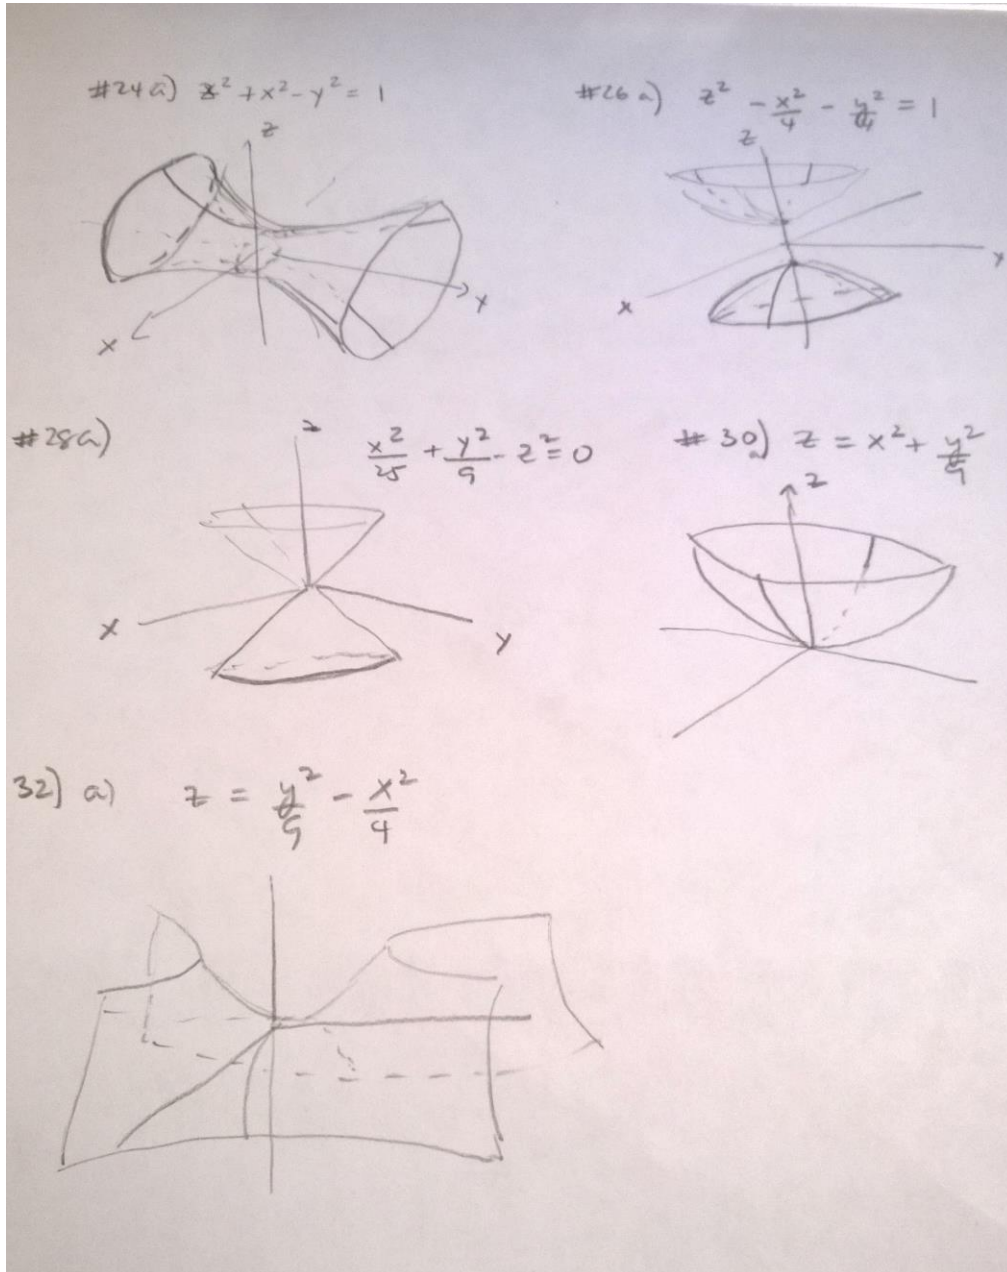 #24 a) z² + x² - y² = 1
z
y
x
#26 a) z² - x²/4 - y²/4 = 1
z
x
#28 a)
x²/25 + y²/9 - z² = 0
x
y
#30 a) z = x² + y²/9
z
32) a) z = y²/9 - x²/4